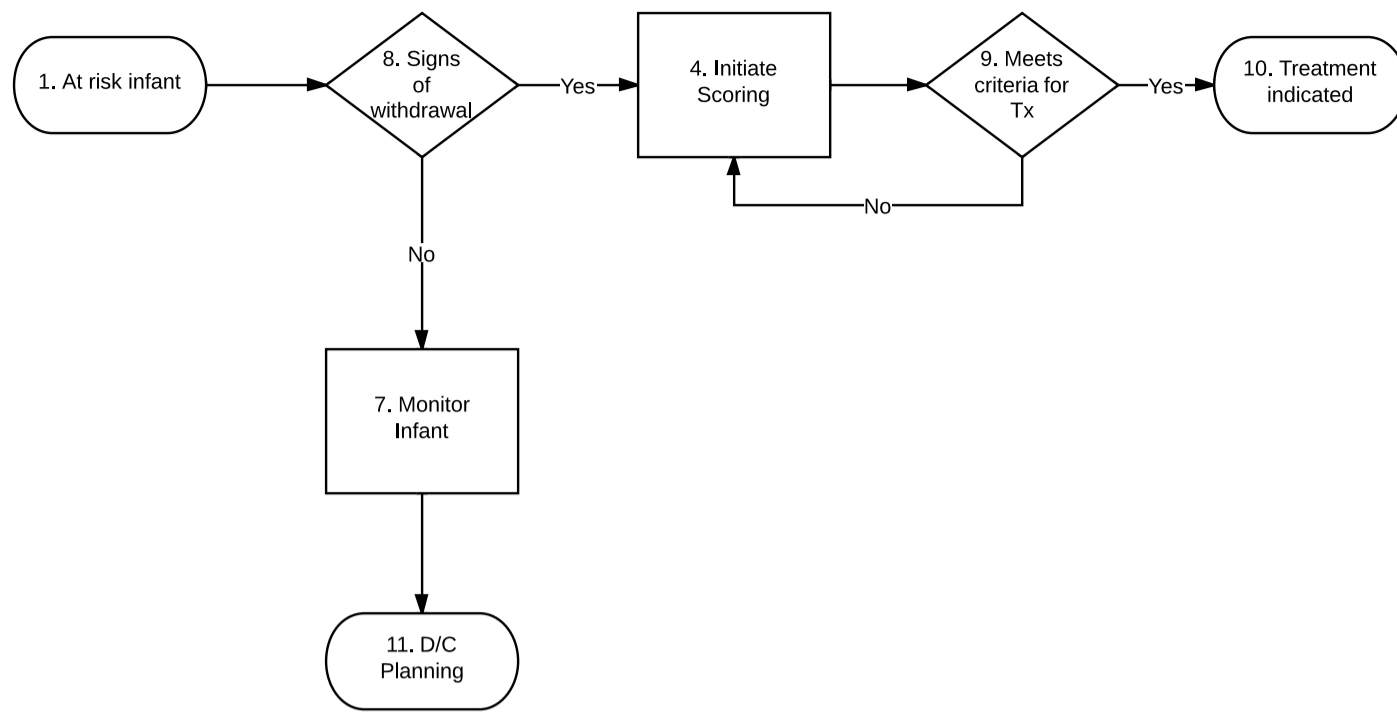 1. At risk infant
8. Signs
of
withdrawal
Yes
4. Initiate
Scoring
9. Meets
criteria for
Tx
Yes
10. Treatment
indicated
No
No
7. Monitor
Infant
11. D/C
Planning